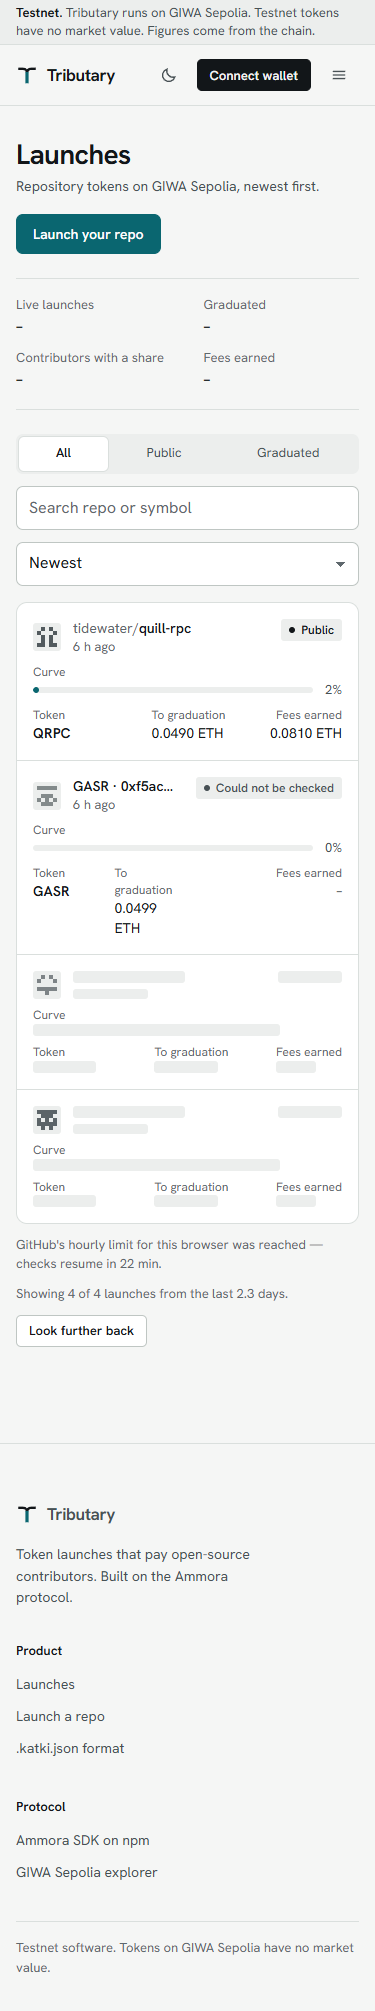 Testnet. Tributary runs on GIWA Sepolia. Testnet tokens
have no market value. Figures come from the chain.
Tributary
Connect wallet
Launches
Repository tokens on GIWA Sepolia, newest first.
Launch your repo
Live launches
Graduated
–
–
Contributors with a share
Fees earned
–
–
All
Public
Graduated
Search repo or symbol
Newest
tidewater/quill-rpc
Public
6 h ago
Curve
2%
Token
To graduation
Fees earned
QRPC
0.0490 ETH
0.0810 ETH
GASR · 0xf5ac...
Could not be checked
6 h ago
Curve
0%
Token
To
graduation
Fees earned
GASR
0.0499
ETH
–
Curve
Token
To graduation
Fees earned
Curve
Token
To graduation
Fees earned
GitHub's hourly limit for this browser was reached —
checks resume in 22 min.
Showing 4 of 4 launches from the last 2.3 days.
Look further back
Tributary
Token launches that pay open-source
contributors. Built on the Ammora
protocol.
Product
Launches
Launch a repo
.katki.json format
Protocol
Ammora SDK on npm
GIWA Sepolia explorer
Testnet software. Tokens on GIWA Sepolia have no market
value.